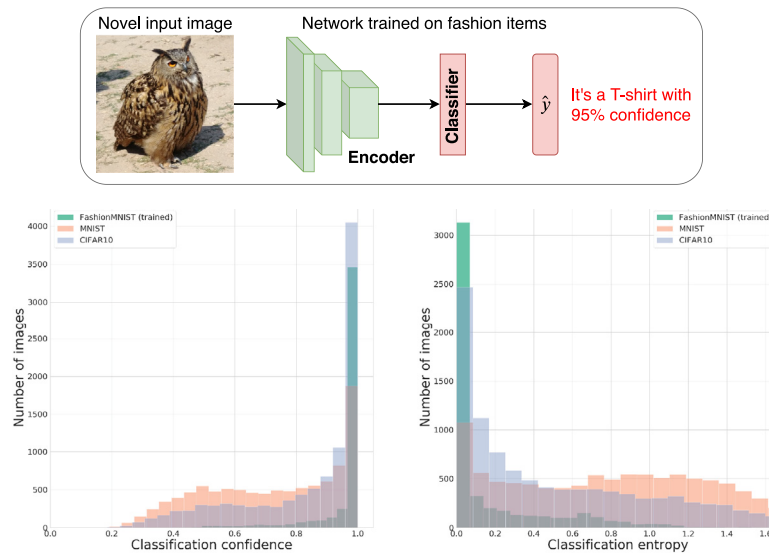 Novel input image
Network trained on fashion items
Encoder
Classifier
ŷ
It's a T-shirt with
95% confidence
FashionMNIST (trained)
MNIST
CIFAR10
Number of images
4000
3500
3000
2500
2000
1500
1000
500
0
0.0 0.2 0.4 0.6 0.8 1.0
Classification confidence
FashionMNIST (trained
MNIST
CIFAR10
Number of images
3000
2500
2000
1500
1000
500
0
0.0 0.2 0.4 0.6 0.8 1.0 1.2 1.4 1.6
Classification entropy